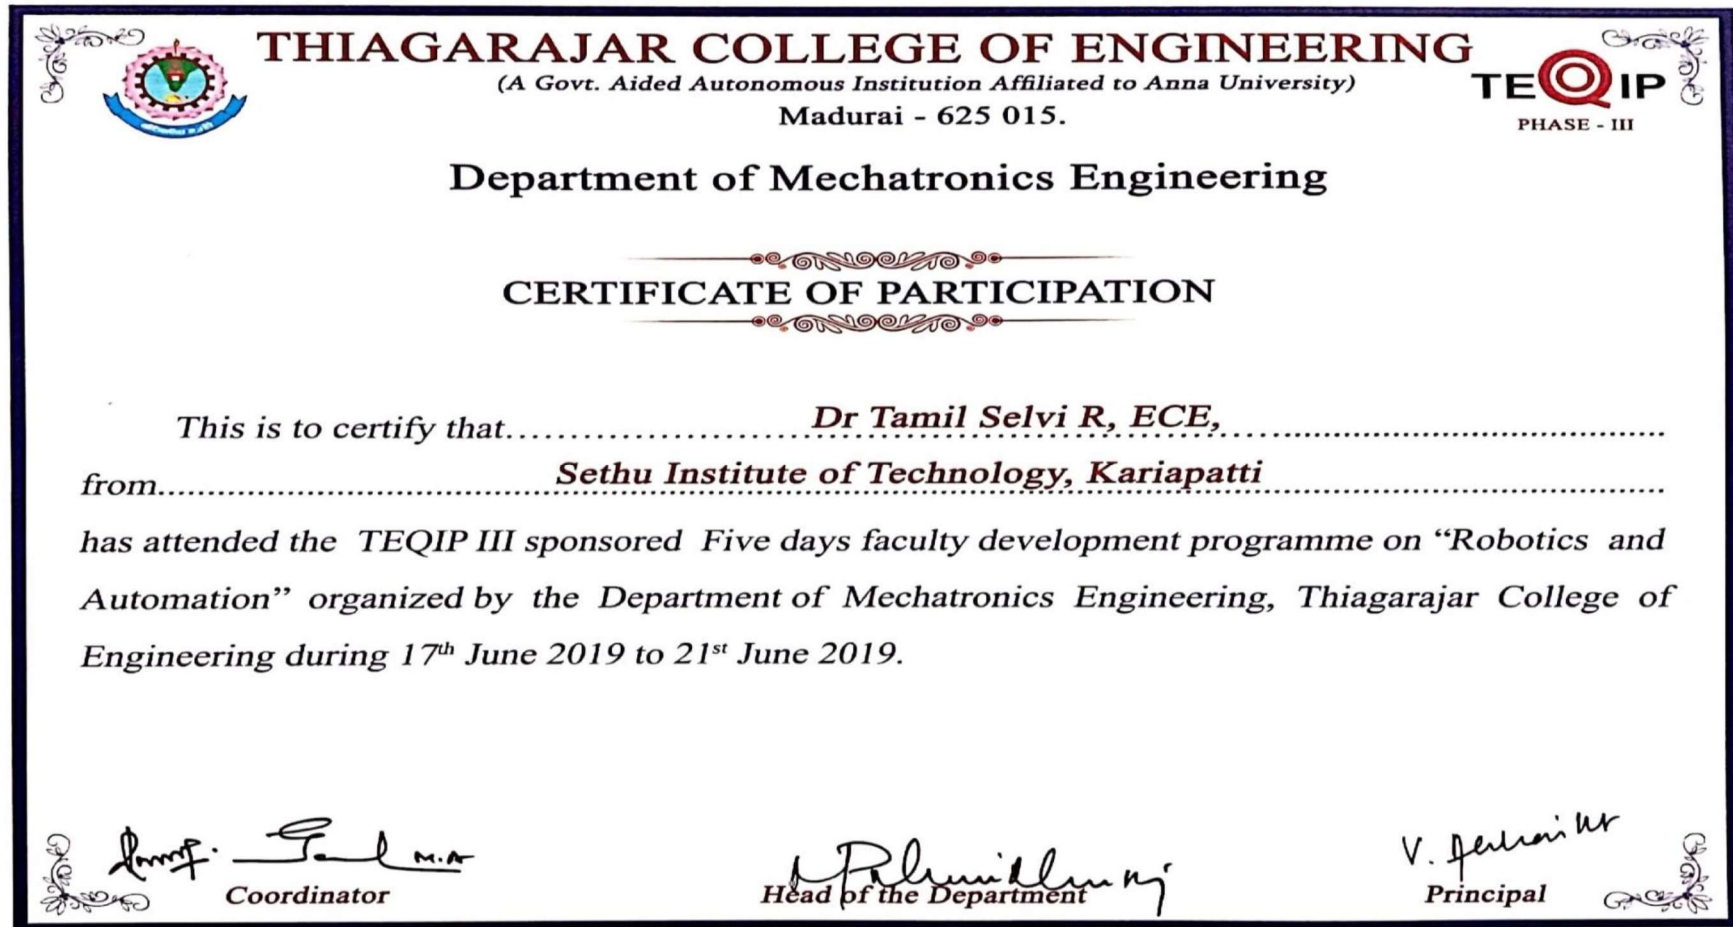 THIAGARAJAR COLLEGE OF ENGINEERING
(A Govt. Aided Autonomous Institution Affiliated to Anna University)
Madurai - 625 015.
TEQIP
PHASE - III
Department of Mechatronics Engineering
CERTIFICATE OF PARTICIPATION
This is to certify that Dr Tamil Selvi R, ECE,
from Sethu Institute of Technology, Kariapatti
has attended the TEQIP III sponsored Five days faculty development programme on “Robotics and
Automation” organized by the Department of Mechatronics Engineering, Thiagarajar College of
Engineering during 17th June 2019 to 21st June 2019.
M.A
V.
Coordinator
Head of the Department
Principal